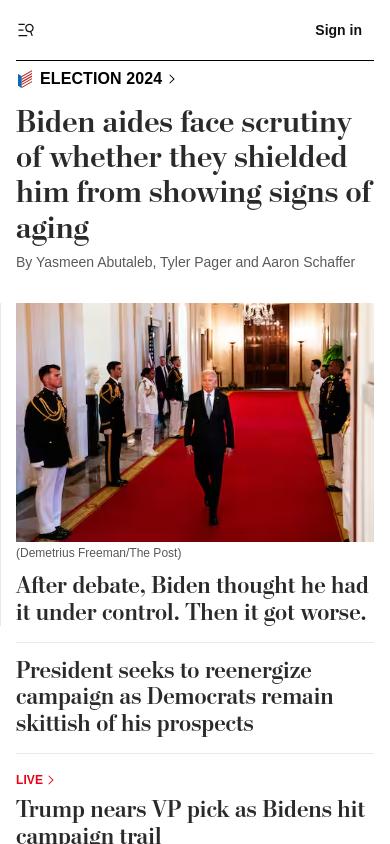 Sign in
ELECTION 2024
Biden aides face scrutiny
of whether they shielded
him from showing signs of
aging
By Yasmeen Abutaleb, Tyler Pager and Aaron Schaffer
(Demetrius Freeman/The Post)
After debate, Biden thought he had
it under control. Then it got worse.
President seeks to reenergize
campaign as Democrats remain
skittish of his prospects
LIVE
Trump nears VP pick as Bidens hit
campaign trail